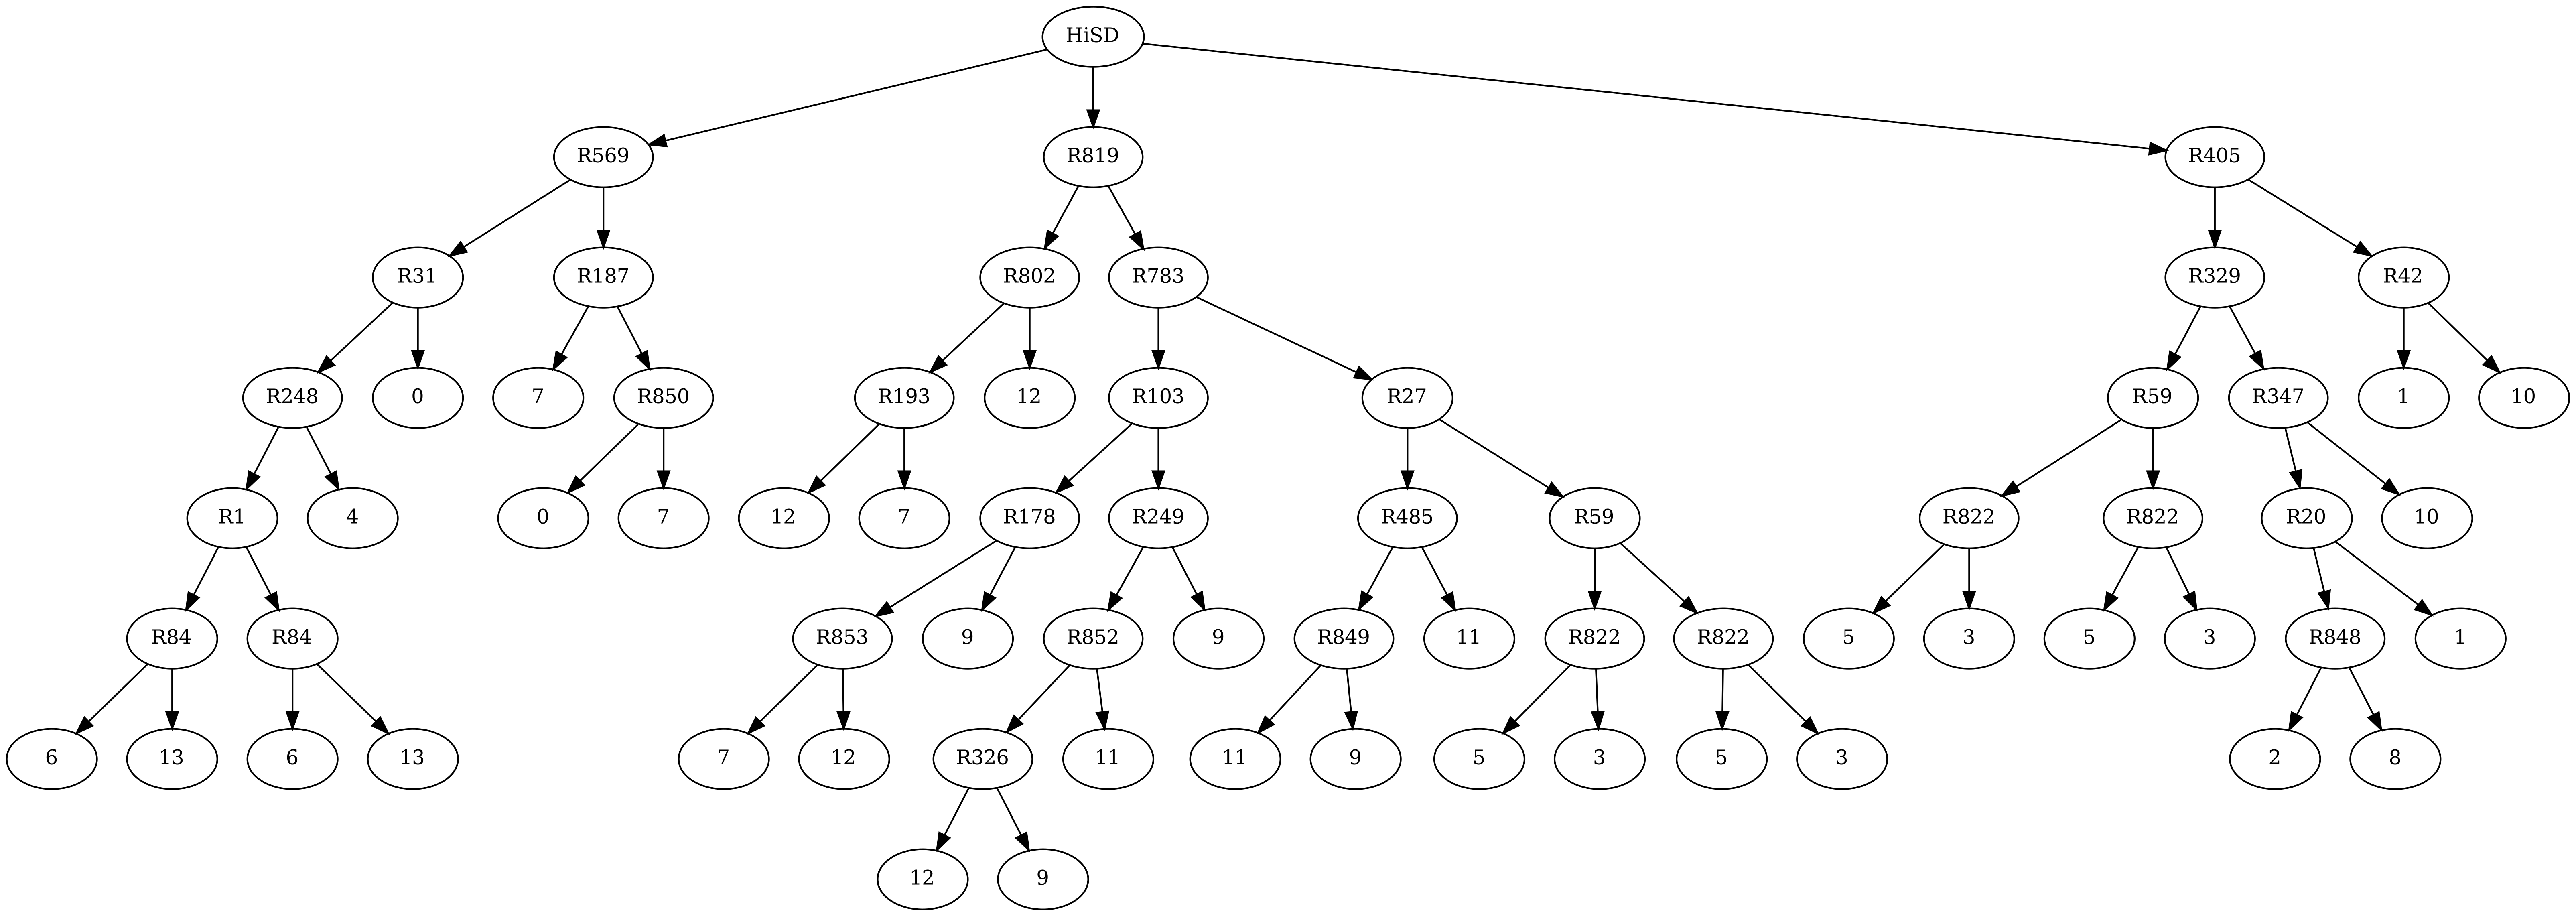 HiSD
R569 R819 R405
R31 R187 R802 R783 R329 R42
R248 0 7 R850 R193 12 R103 R27 R59 R347 1 10
R1 4 0 7 12 7 R178 R249 R485 R59 R822 R822 R20 10
R84 R84 R853 9 R852 9 R849 11 R822 R822 5 3 5 3 R848 1
6 13 6 13 7 12 R326 11 11 9 5 3 5 3 2 8
12 9